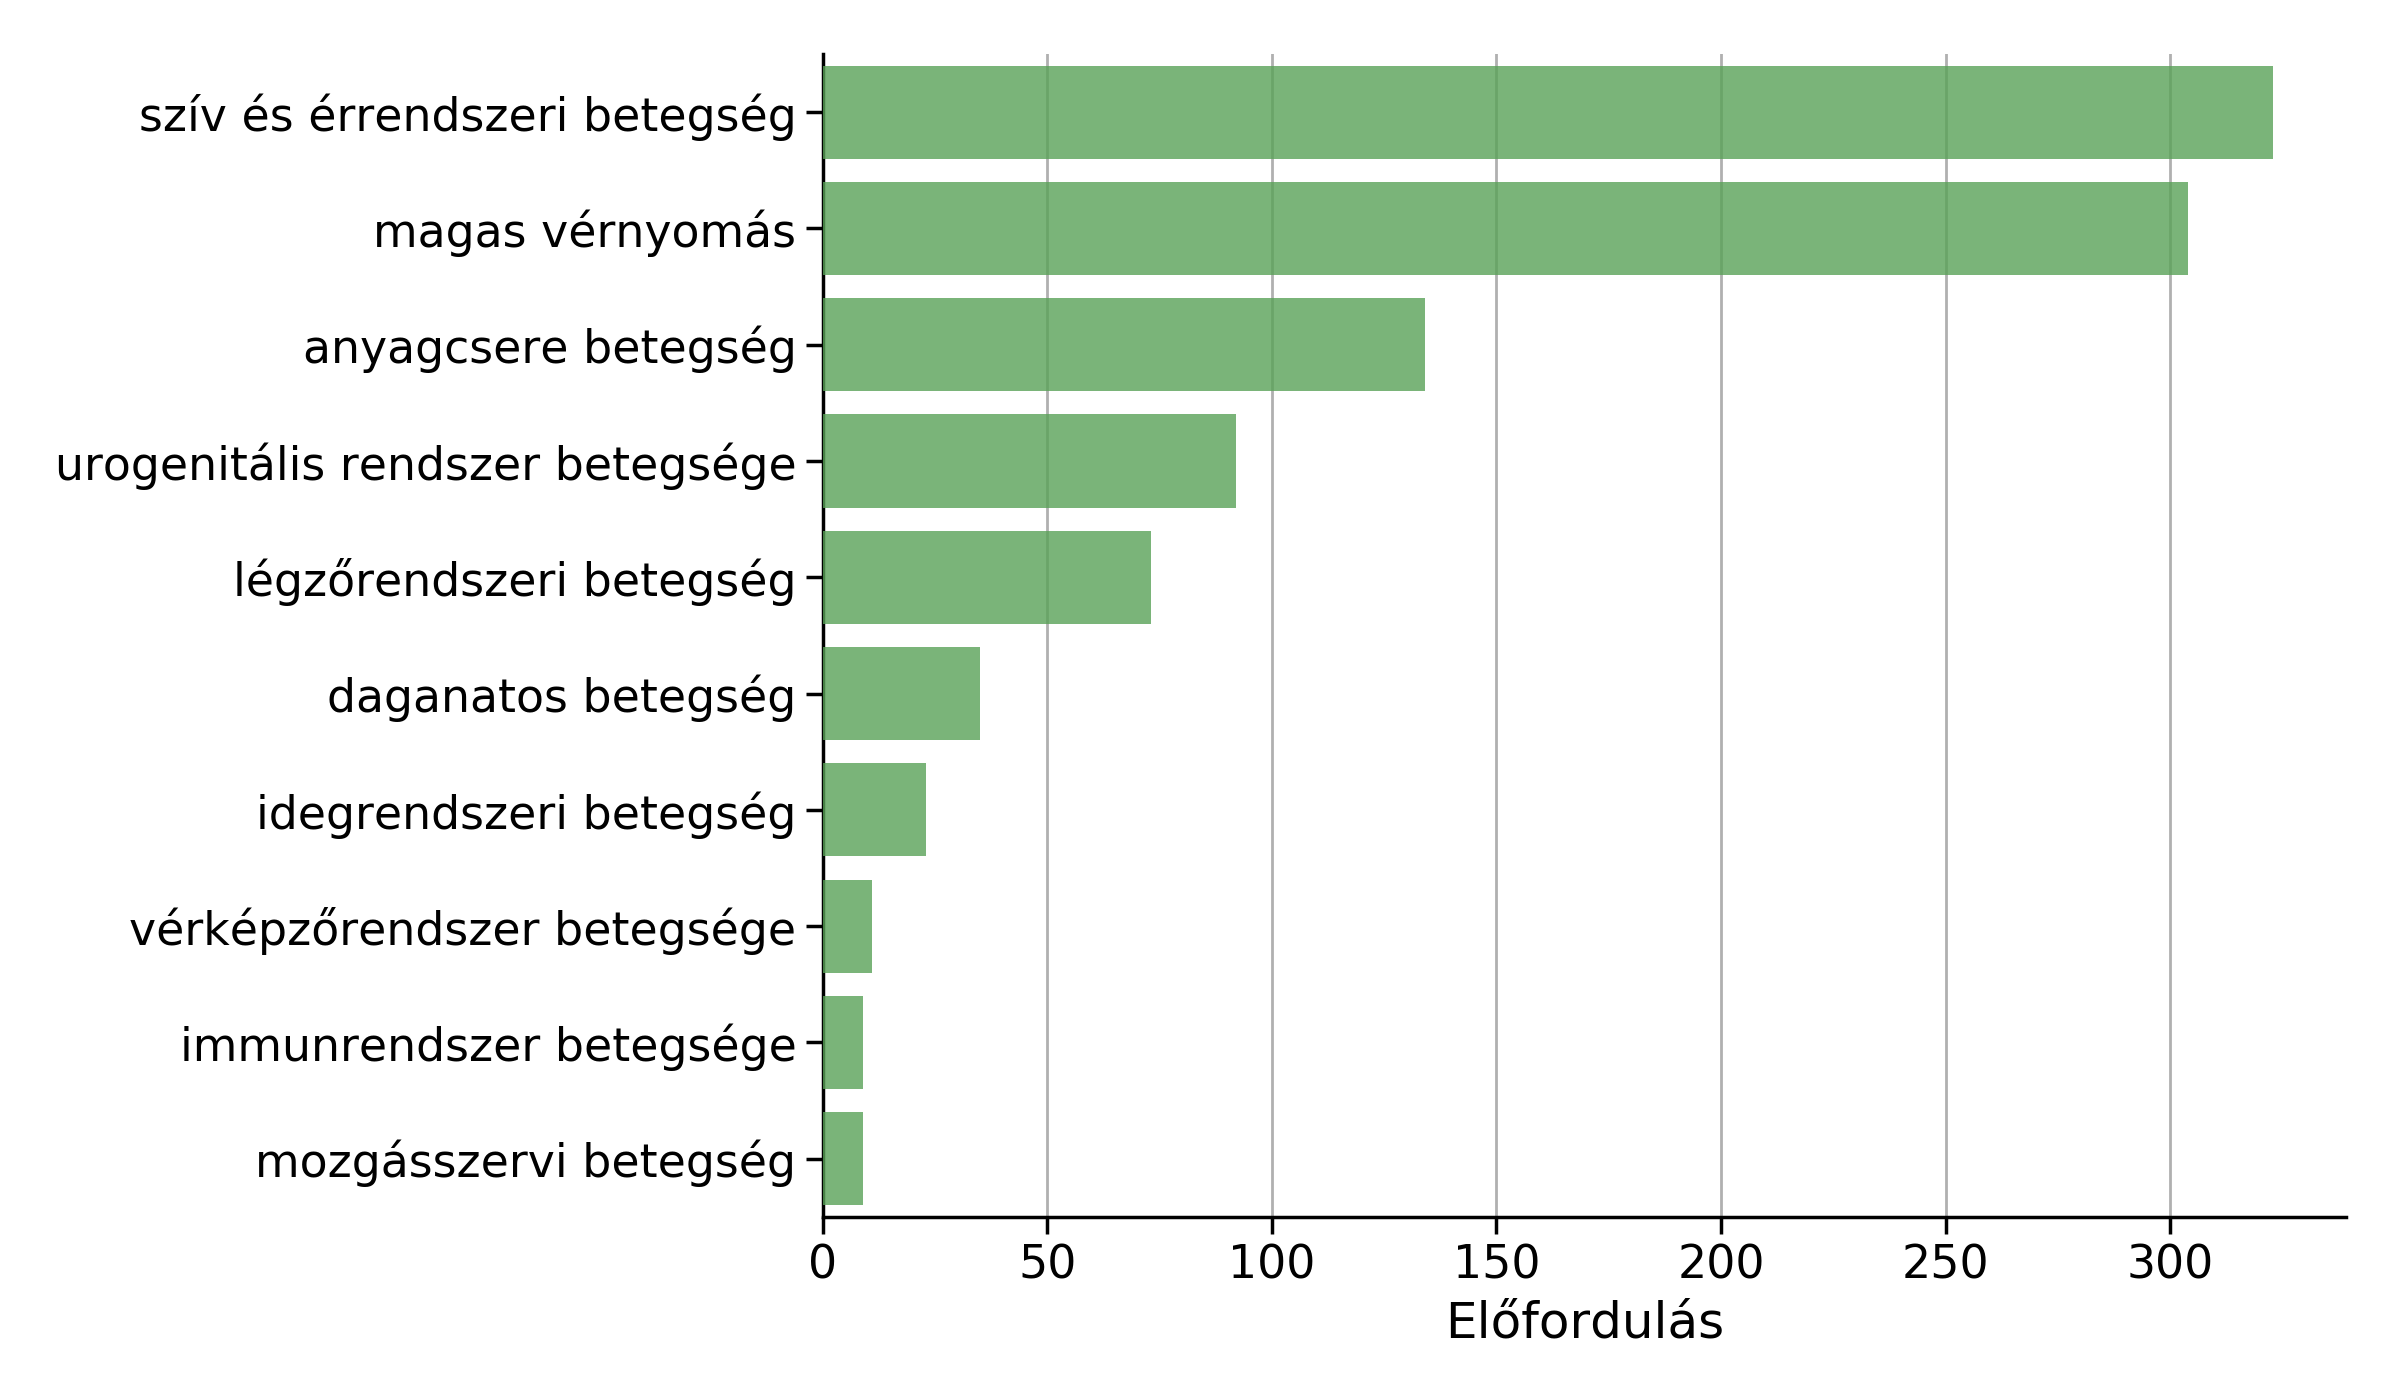 szív és érrendszeri betegség
magas vérnyomás
anyagcsere betegség
urogenitális rendszer betegsége
légzőrendszeri betegség
daganatos betegség
idegrendszeri betegség
vérképzőrendszer betegsége
immunrendszer betegsége
mozgásszervi betegség
0 50 100 150 200 250 300
Előfordulás